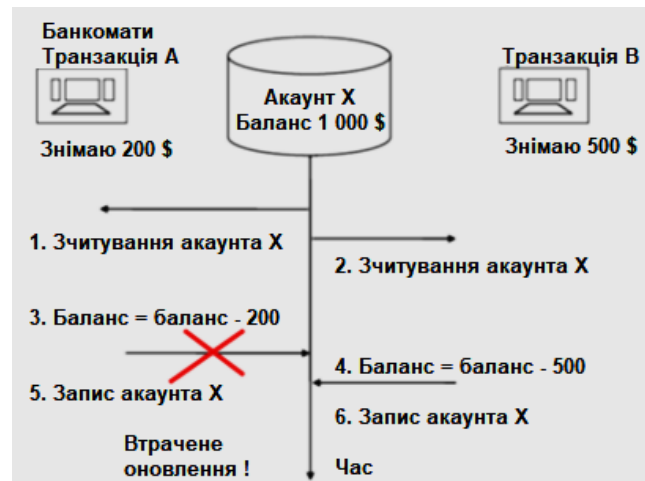 Банкомати
Транзакція A
Знімаю 200 $
Акаунт X
Баланс 1 000 $
Транзакція B
Знімаю 500 $
1. Зчитування акаунта X
2. Зчитування акаунта X
3. Баланс = баланс - 200
4. Баланс = баланс - 500
5. Запис акаунта X
6. Запис акаунта X
Втрачене
оновлення !
Час